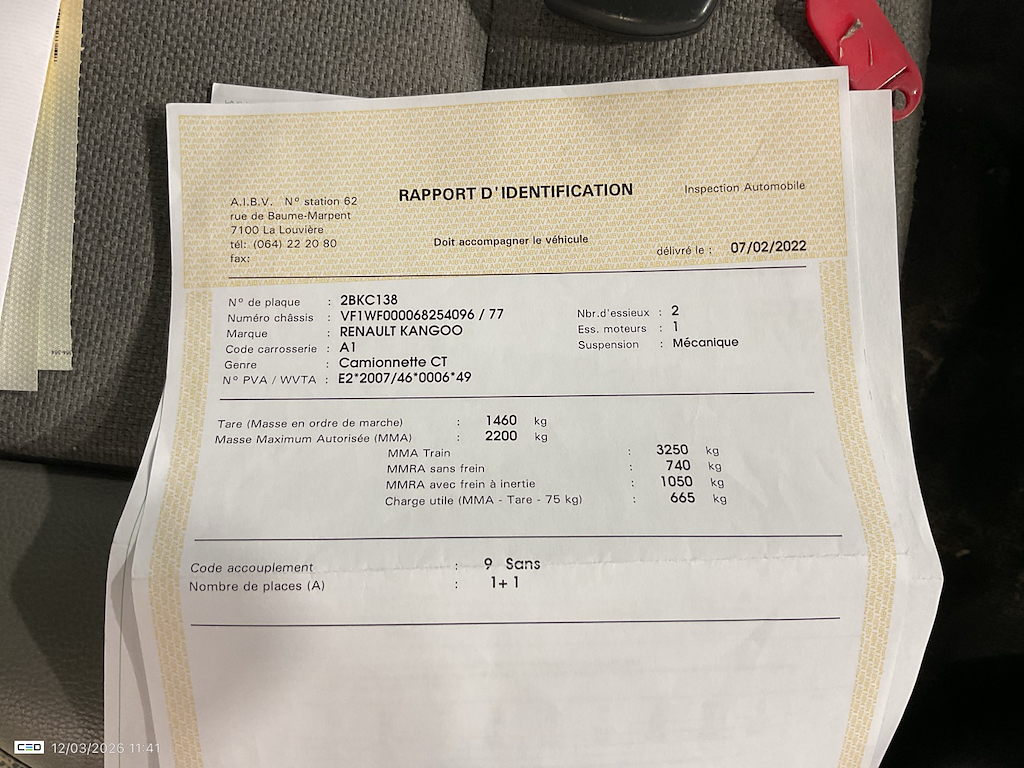 RAPPORT D'IDENTIFICATION
Inspection Automobile
A.I.B.V. N° station 62
rue de Baume-Marpent
7100 La Louvière
tél: (064) 22 20 80
fax:
Doit accompagner le véhicule
délivré le : 07/02/2022
N° de plaque : 2BKC138
Numéro châssis : VF1WF000068254096 / 77
Marque : RENAULT KANGOO
Code carrosserie : A1
Genre : Camionnette CT
N° PVA / WVTA : E2*2007/46*0006*49
Nbr.d'essieux : 2
Ess. moteurs : 1
Suspension : Mécanique
Tare (Masse en ordre de marche) : 1460 kg
Masse Maximum Autorisée (MMA) : 2200 kg
MMA Train : 3250 kg
MMRA sans frein : 740 kg
MMRA avec frein à inertie : 1050 kg
Charge utile (MMA - Tare - 75 kg) : 665 kg
Code accouplement : 9 Sans
Nombre de places (A) : 1+1
CEO 12/03/2026 11:41